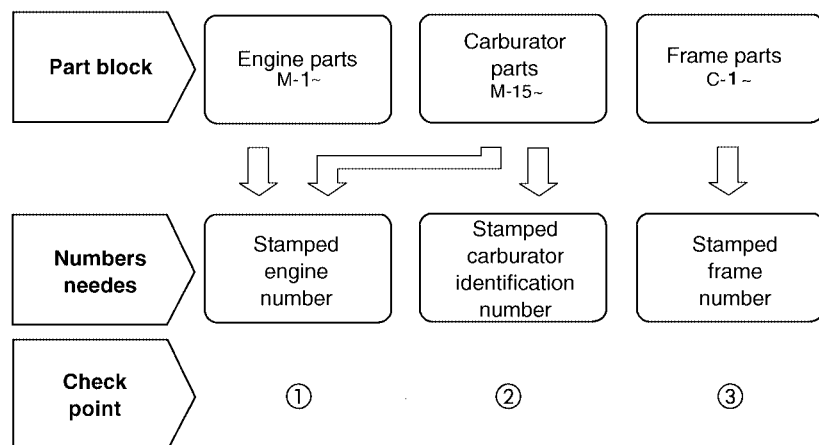 Part block
Engine parts
M-1~
Carburator
parts
M-15~
Frame parts
C-1~
Numbers
needes
Stamped
engine
number
Stamped
carburator
identification
number
Stamped
frame
number
Check
point
①
②
③